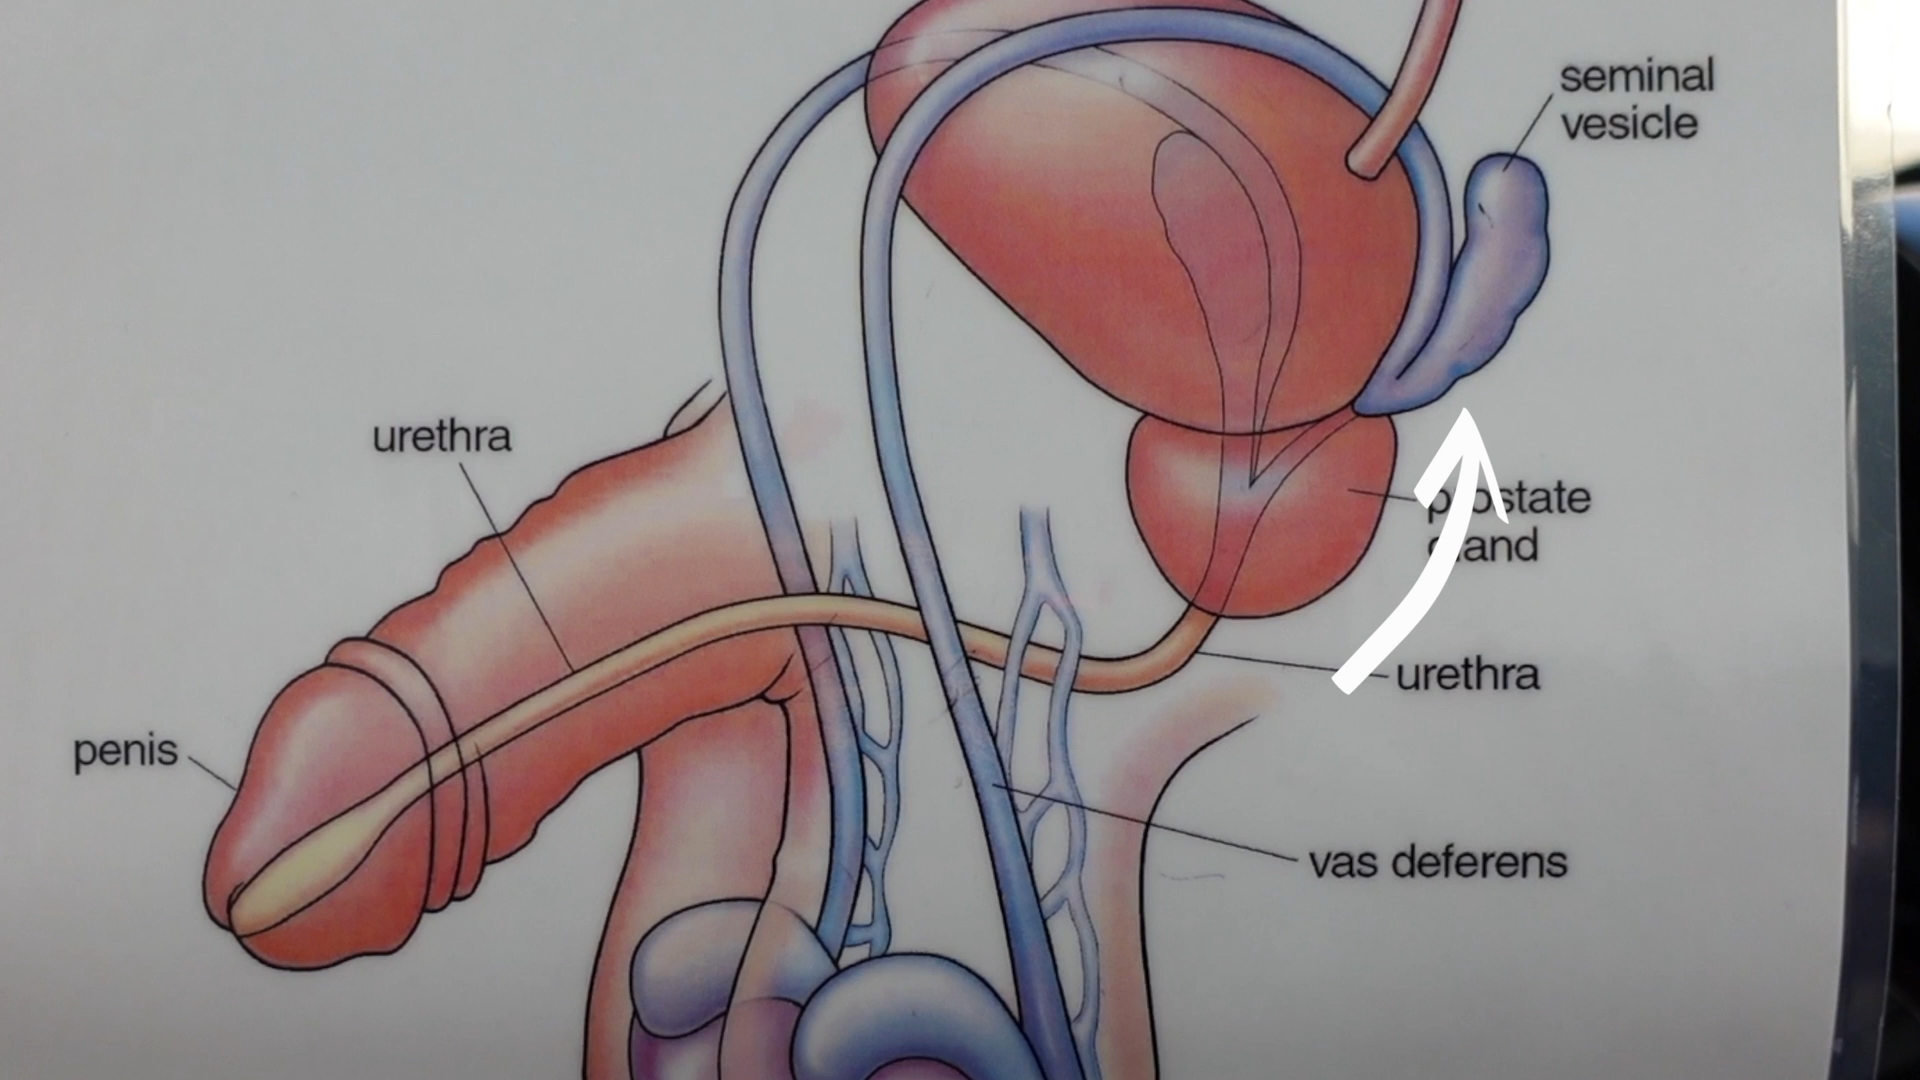 seminal
vesicle
urethra
prostate
gland
urethra
penis
vas deferens